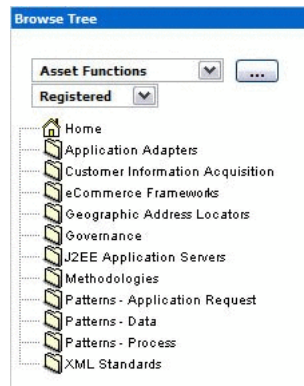 Browse Tree
Asset Functions ...
Registered
Home
Application Adapters
Customer Information Acquisition
eCommerce Frameworks
Geographic Address Locators
Governance
J2EE Application Servers
Methodologies
Patterns - Application Request
Patterns - Data
Patterns - Process
XML Standards